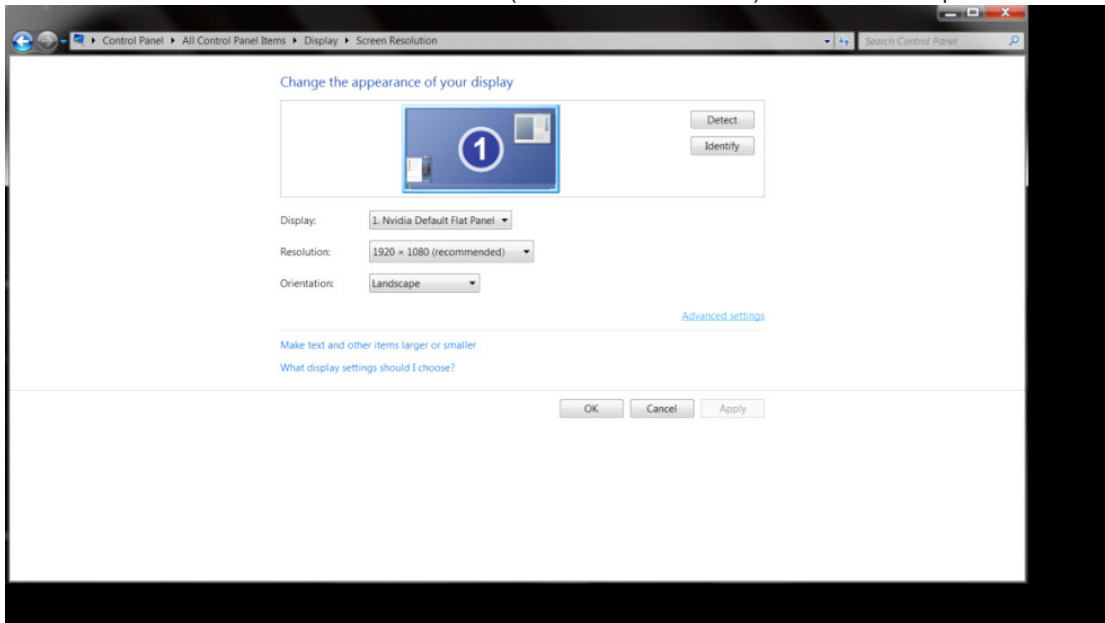 Control Panel ▸ All Control Panel Items ▸ Display ▸ Screen Resolution
Search Control Panel
Change the appearance of your display
1
Detect
Identify
Display: 1. Nvidia Default Flat Panel
Resolution: 1920 × 1080 (recommended)
Orientation: Landscape
Advanced settings
Make text and other items larger or smaller
What display settings should I choose?
OK Cancel Apply